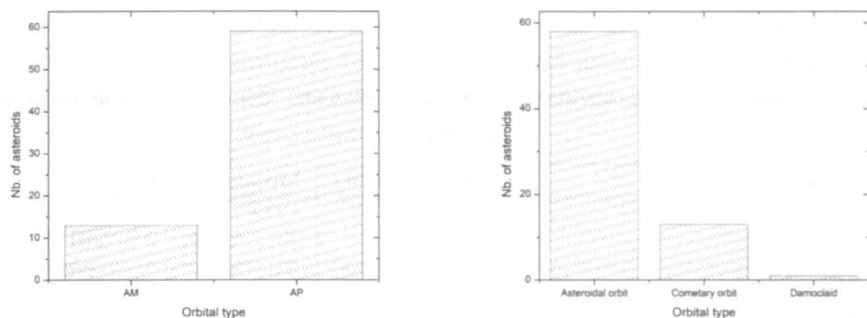 Nb. of asteroids
60
50
40
30
20
10
0
AM
AP
Orbital type
Nb. of asteroids
60
40
20
0
Asteroidal orbit
Cometary orbit
Damoclaid
Orbital type